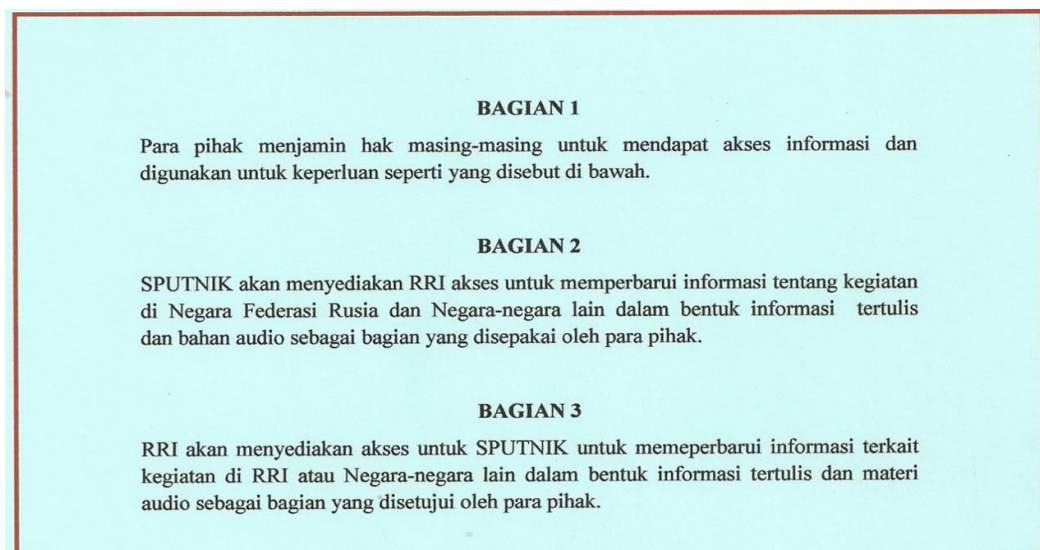 BAGIAN 1
Para pihak menjamin hak masing-masing untuk mendapat akses informasi dan
digunakan untuk keperluan seperti yang disebut di bawah.
BAGIAN 2
SPUTNIK akan menyediakan RRI akses untuk memperbarui informasi tentang kegiatan
di Negara Federasi Rusia dan Negara-negara lain dalam bentuk informasi tertulis
dan bahan audio sebagai bagian yang disepakai oleh para pihak.
BAGIAN 3
RRI akan menyediakan akses untuk SPUTNIK untuk memeperbarui informasi terkait
kegiatan di RRI atau Negara-negara lain dalam bentuk informasi tertulis dan materi
audio sebagai bagian yang disetujui oleh para pihak.